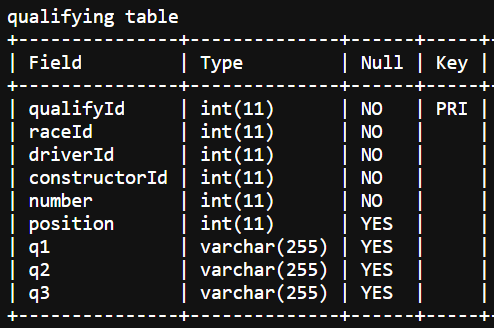 qualifying table
+---------------+--------------+------+-----+--
| Field         | Type         | Null | Key |
+---------------+--------------+------+-----+--
| qualifyId     | int(11)      | NO   | PRI |
| raceId        | int(11)      | NO   |     |
| driverId      | int(11)      | NO   |     |
| constructorId | int(11)      | NO   |     |
| number        | int(11)      | NO   |     |
| position      | int(11)      | YES  |     |
| q1            | varchar(255) | YES  |     |
| q2            | varchar(255) | YES  |     |
| q3            | varchar(255) | YES  |     |
+---------------+--------------+------+-----+--